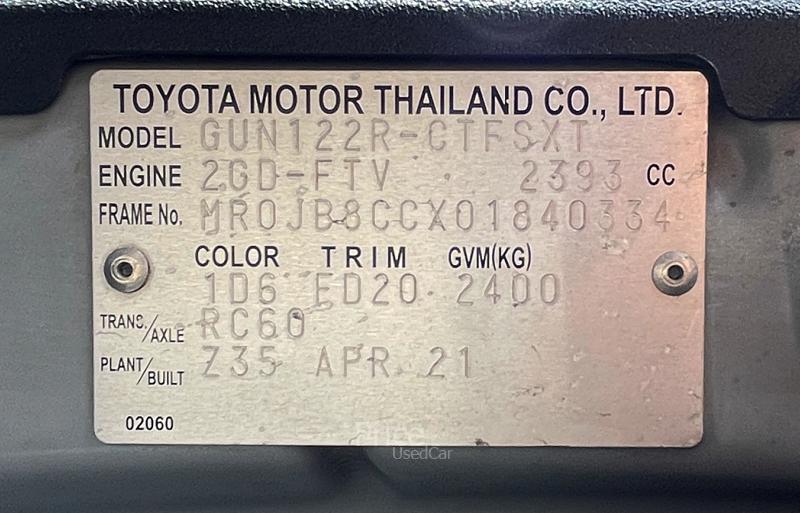 TOYOTA MOTOR THAILAND CO., LTD.
MODEL GUN122R-CTFSXT
ENGINE 2GD-FTV 2393 CC
FRAME No. MR0JB8CCX01840334
COLOR TRIM GVM(KG)
1D6 FD20 2400
TRANS/AXLE RC60
PLANT/BUILT Z35 APR 21
02060
UsedCar